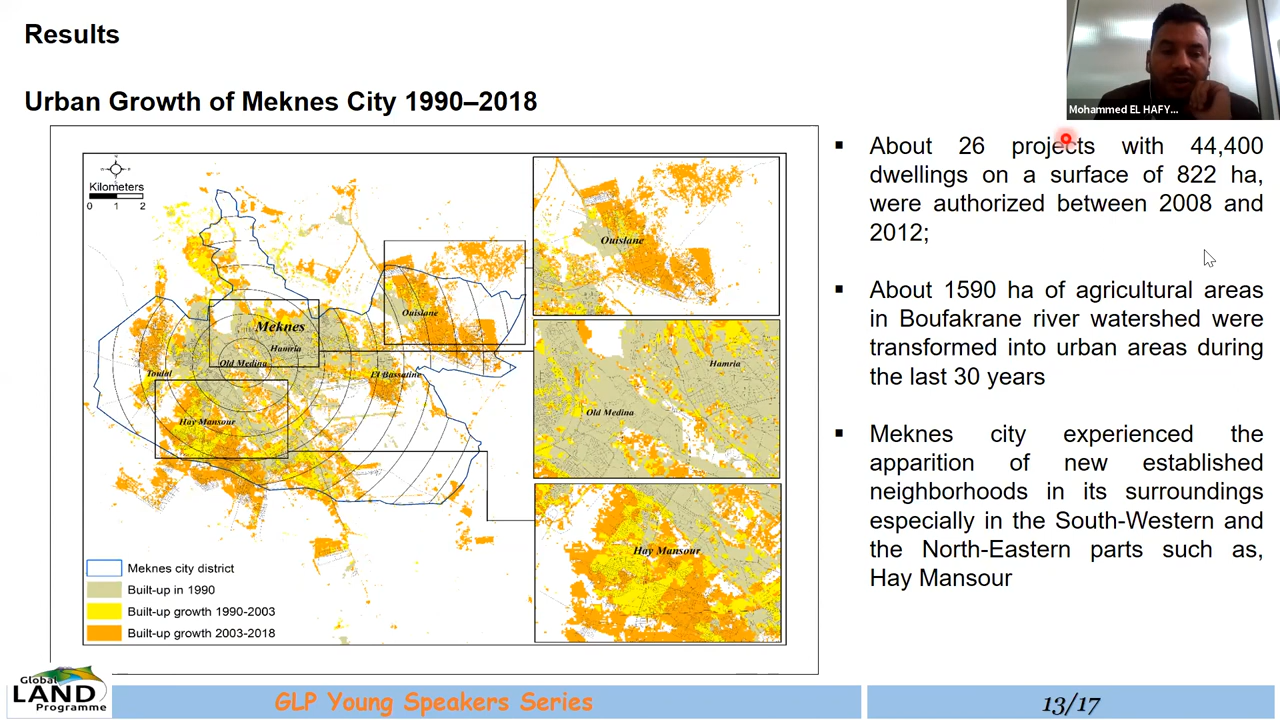 Results
Urban Growth of Meknes City 1990–2018
Mohammed EL HAFY...
Kilometers
0 1 2
Meknes
Hamria
Old Medina
Ouislane
Toulal
El Bassatine
Hay Mansour
Meknes city district
Built-up in 1990
Built-up growth 1990-2003
Built-up growth 2003-2018
Ouislane
Hamria
Old Medina
Hay Mansour
▪ About 26 projects with 44,400
dwellings on a surface of 822 ha,
were authorized between 2008 and
2012;
▪ About 1590 ha of agricultural areas
in Boufakrane river watershed were
transformed into urban areas during
the last 30 years
▪ Meknes city experienced the
apparition of new established
neighborhoods in its surroundings
especially in the South-Western and
the North-Eastern parts such as,
Hay Mansour
Global
LAND
Programme
GLP Young Speakers Series
13/17